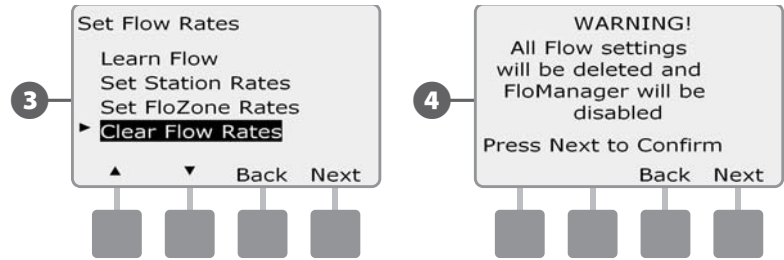 3
Set Flow Rates
Learn Flow
Set Station Rates
Set FloZone Rates
► Clear Flow Rates
▲ ▼ Back Next
4
WARNING!
All Flow settings
will be deleted and
FloManager will be
disabled
Press Next to Confirm
Back Next